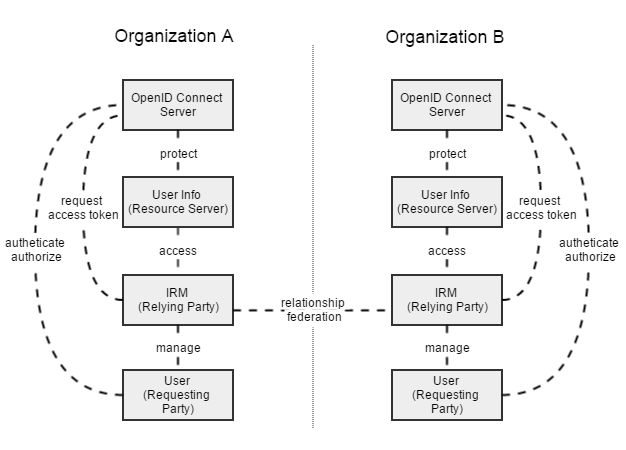 Organization A
Organization B
OpenID Connect
Server
OpenID Connect
Server
protect
protect
User Info
(Resource Server)
User Info
(Resource Server)
request
access token
request
access token
autheticate
authorize
autheticate
authorize
access
access
IRM
(Relying Party)
relationship
federation
IRM
(Relying Party)
manage
manage
User
(Requesting
Party)
User
(Requesting
Party)